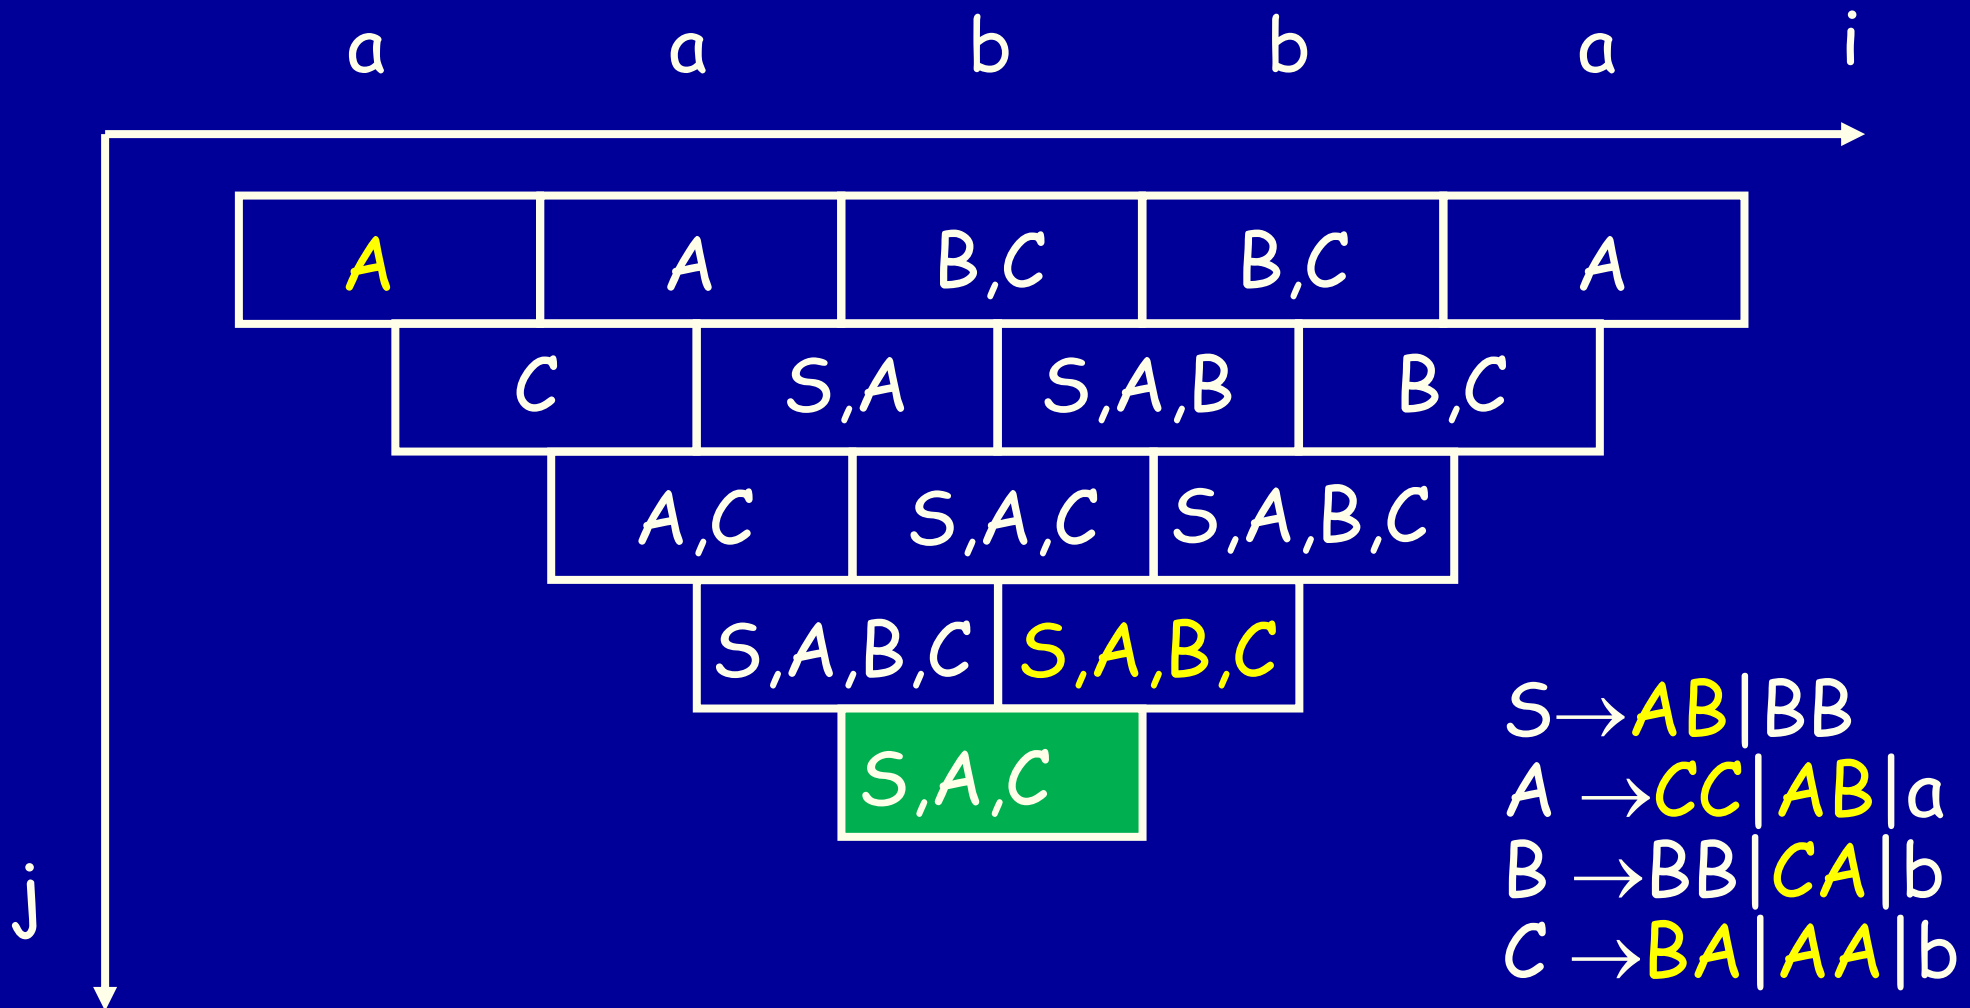 a a b b a i
A A B,C B,C A
C S,A S,A,B B,C
A,C S,A,C S,A,B,C
S,A,B,C S,A,B,C
S,A,C
S→AB|BB
A→CC|AB|a
B→BB|CA|b
C→BA|AA|b
j